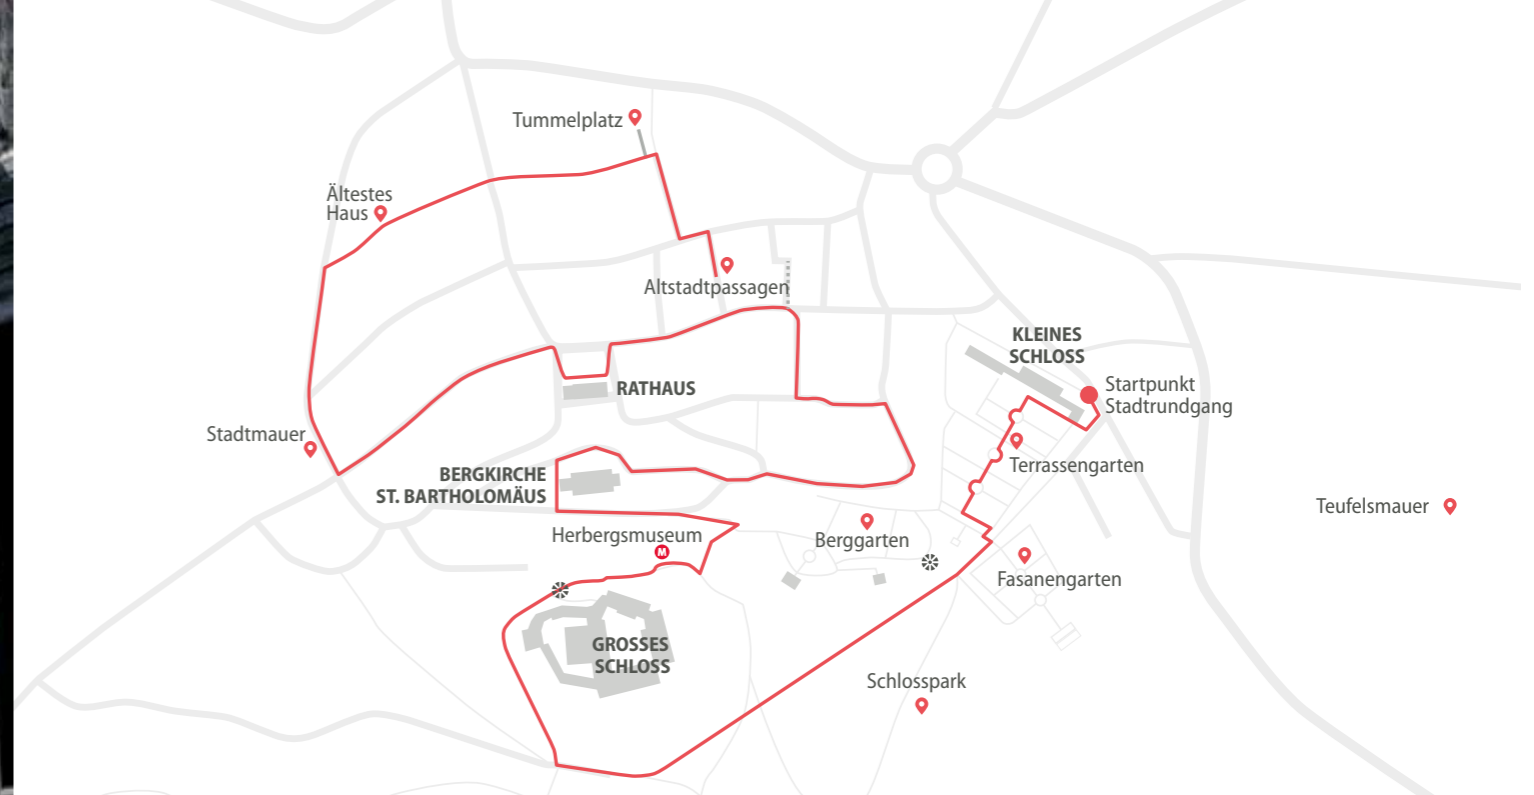 Tummelplatz
Ältestes
Haus
Altstadtpassagen
KLEINES
SCHLOSS
Startpunkt
Stadtrundgang
RATHAUS
Stadtmauer
Terrassengarten
BERGKIRCHE
ST. BARTHOLOMÄUS
Teufelsmauer
Herbergsmuseum
M
Berggarten
Fasanengarten
GROSSES
SCHLOSS
Schlosspark